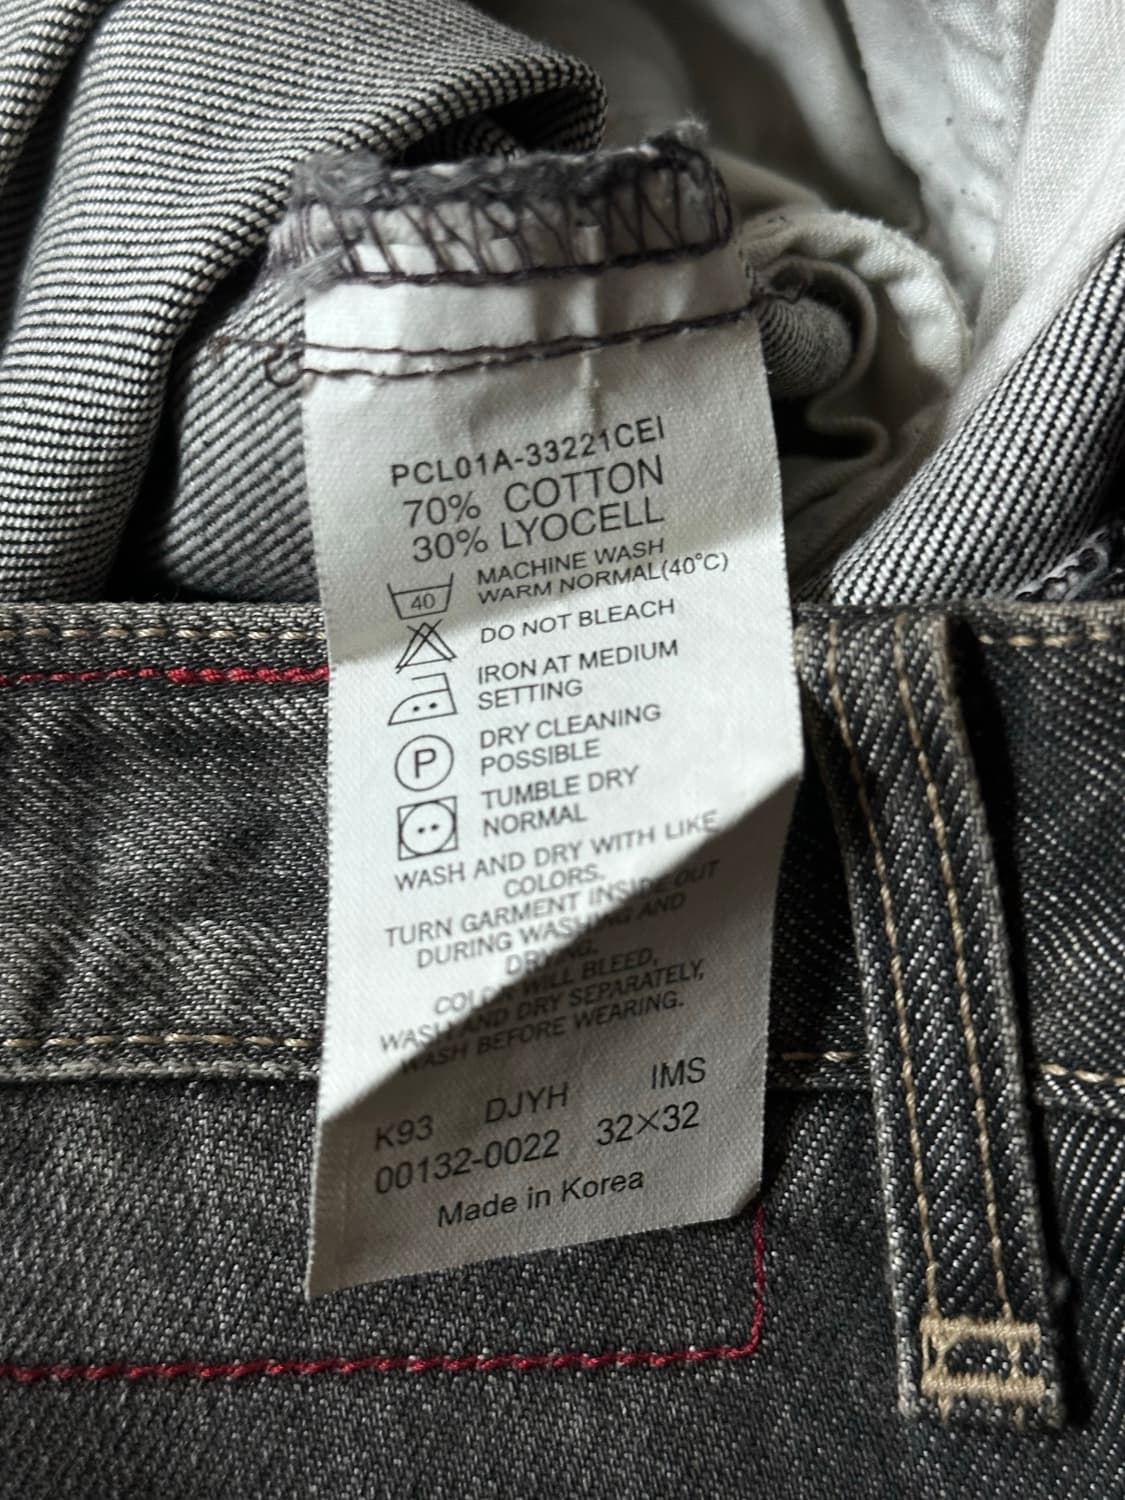 PCL01A-33221CEI
70% COTTON
30% LYOCELL
40
MACHINE WASH
WARM NORMAL(40°C)
DO NOT BLEACH
IRON AT MEDIUM
SETTING
P
DRY CLEANING
POSSIBLE
TUMBLE DRY
NORMAL
WASH AND DRY WITH LIKE
COLORS.
TURN GARMENT INSIDE OUT
DURING WASHING AND
DRYING.
COLOR WILL BLEED,
WASH AND DRY SEPARATELY,
WASH BEFORE WEARING.
K93 DJYH IMS
00132-0022 32×32
Made in Korea